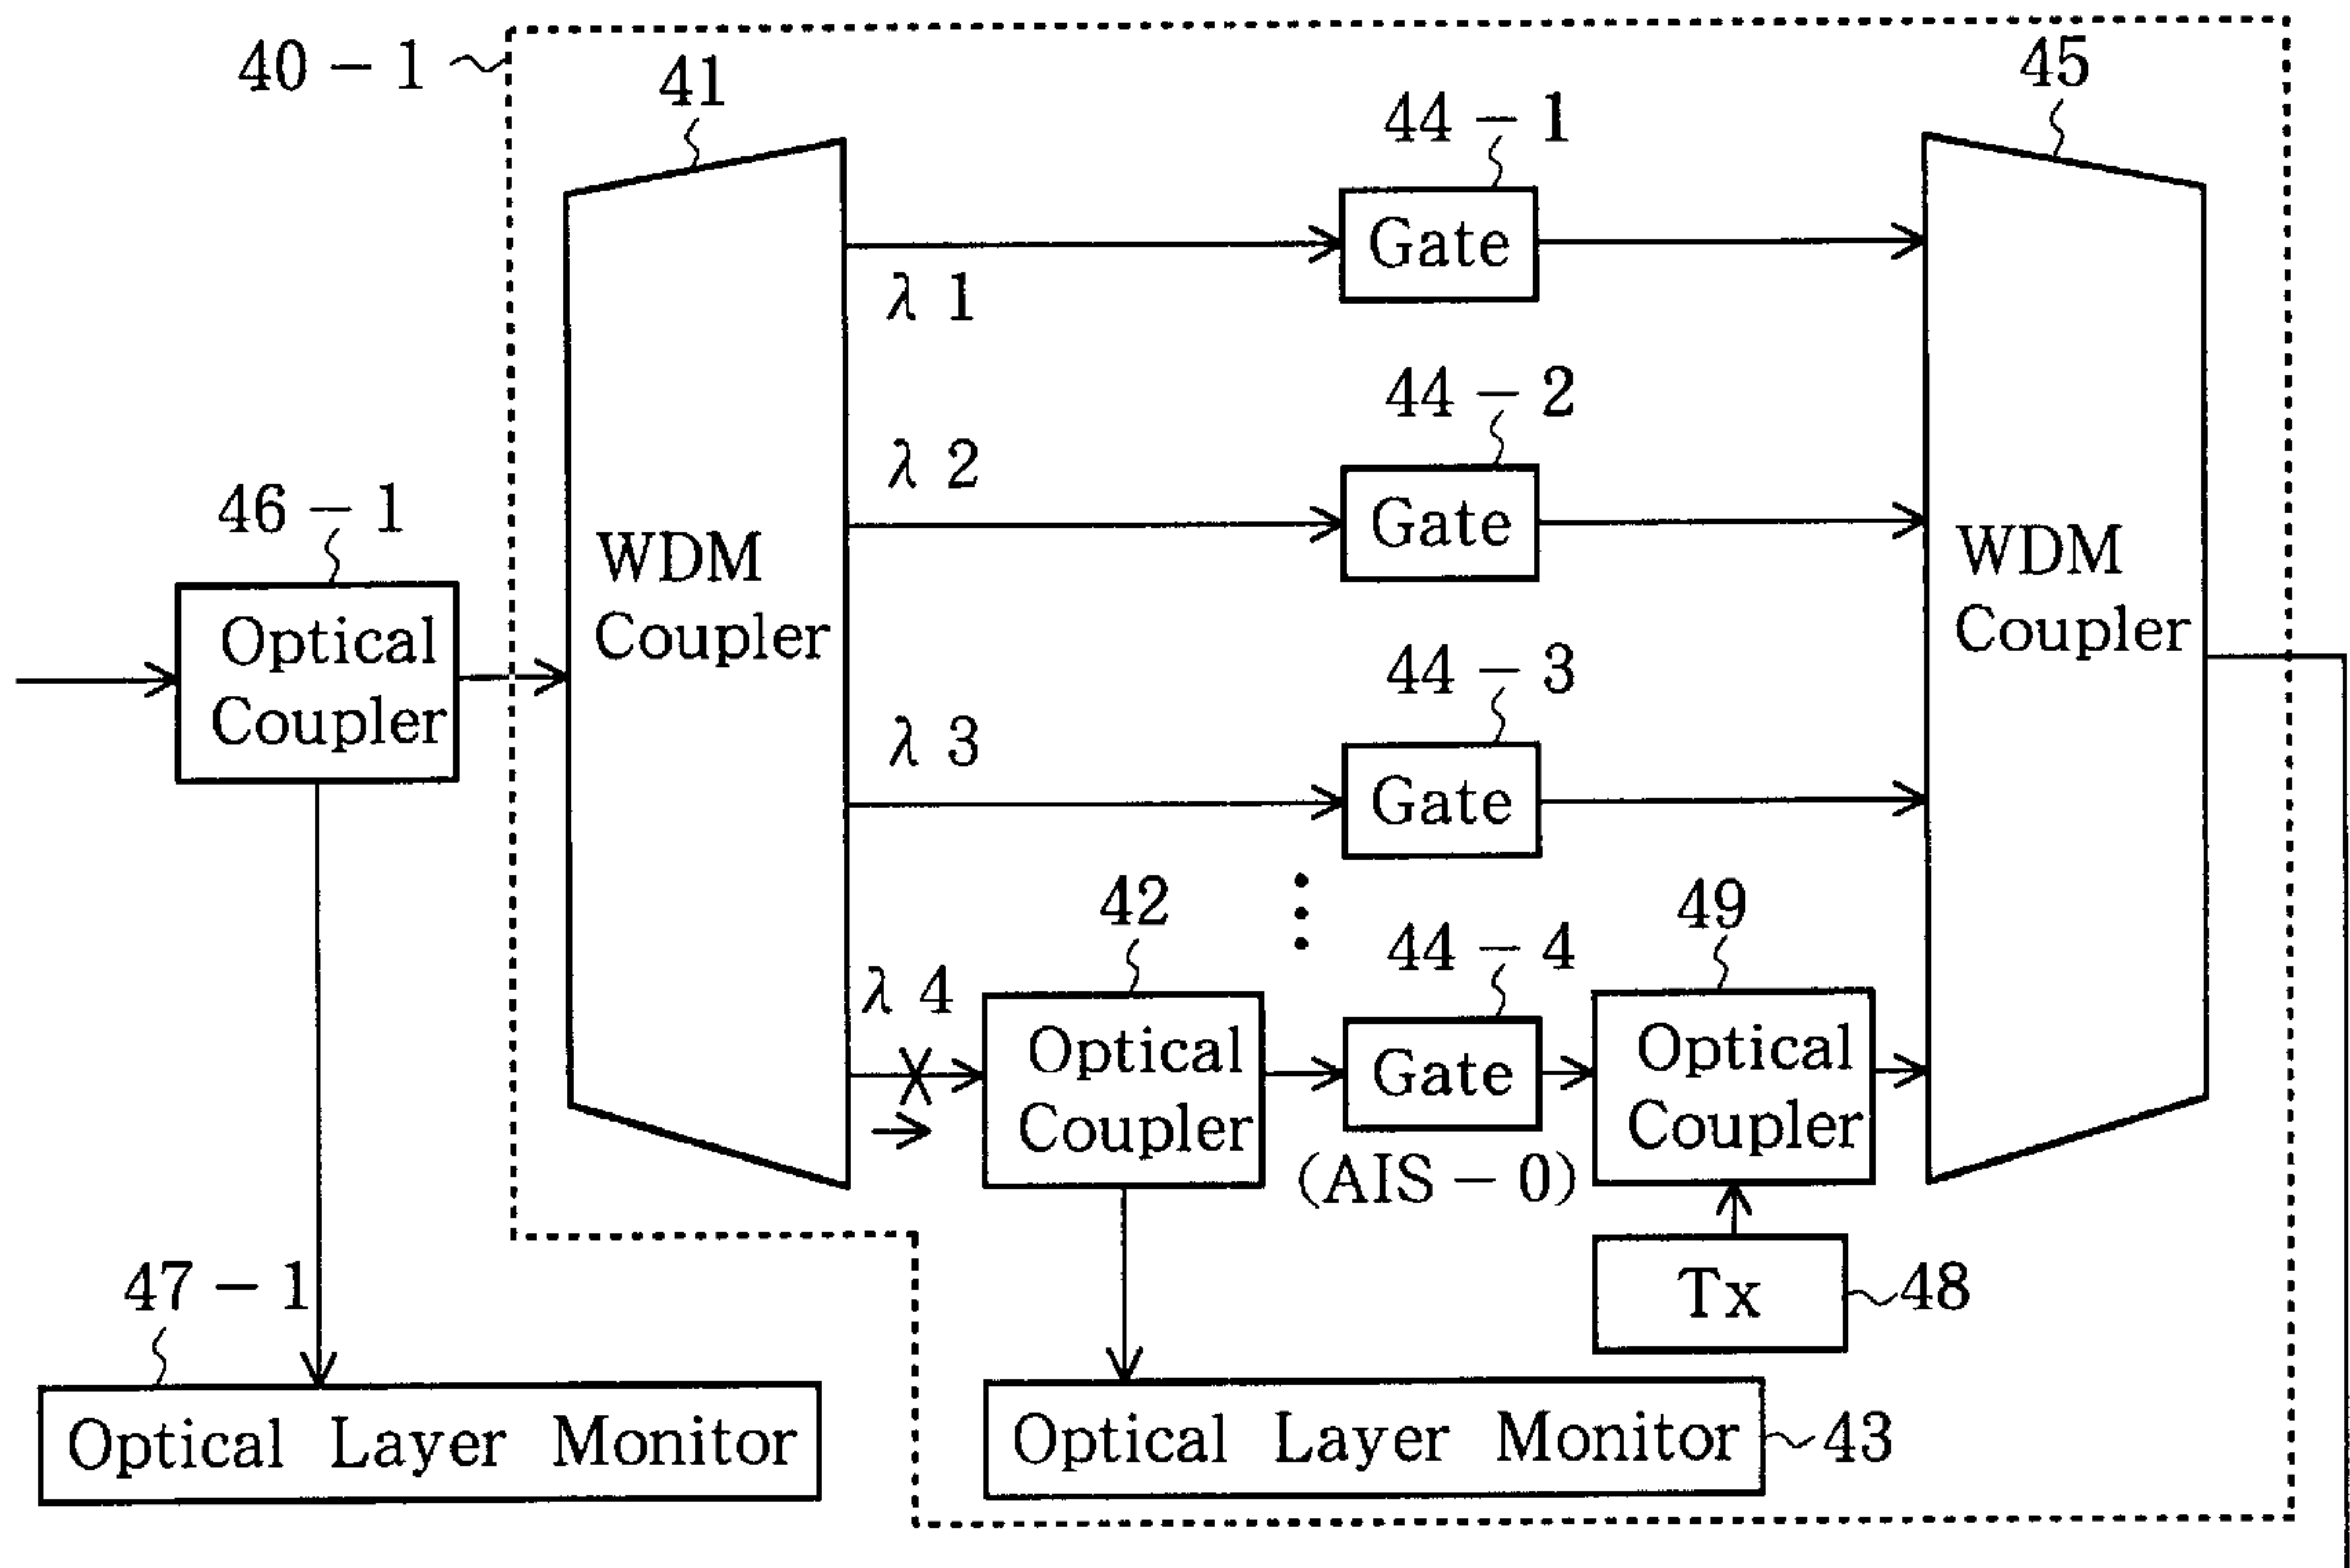 40-1
41
45
44-1
Gate
λ 1
44-2
λ 2
Gate
46-1
WDM
Coupler
WDM
Coupler
Optical
Coupler
44-3
λ 3
Gate
42
49
44-4
λ 4
Optical
Coupler
Gate
Optical
Coupler
(AIS-0)
47-1
Tx
48
Optical Layer Monitor
Optical Layer Monitor
43